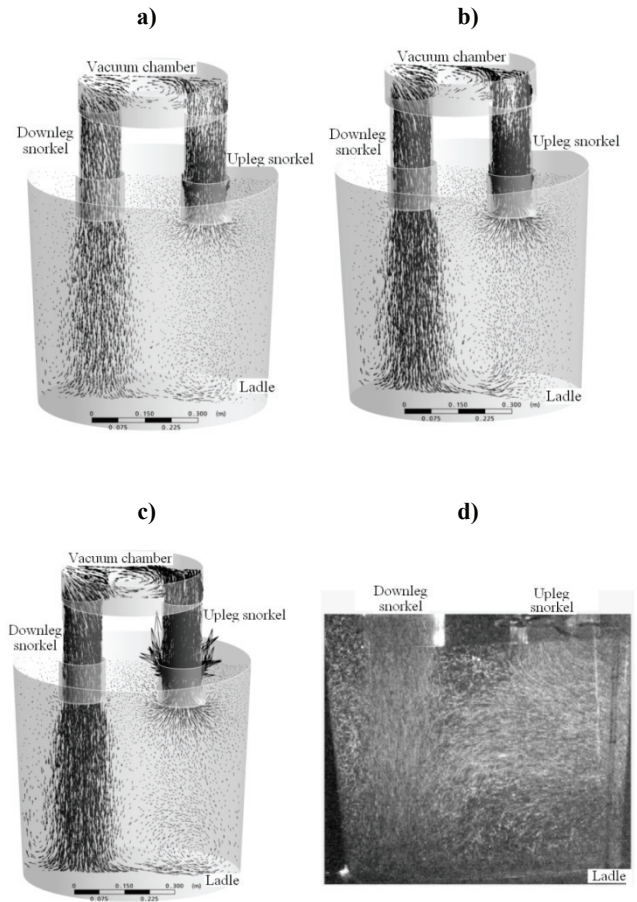 a)
Vacuum chamber
Downleg
snorkel
Upleg snorkel
Ladle
0 0.150 0.300 (m)
0.075 0.225
b)
Vacuum chamber
Downleg
snorkel
Upleg snorkel
Ladle
0 0.150 0.300 (m)
0.075 0.225
c)
Vacuum chamber
Downleg
snorkel
Upleg snorkel
Ladle
0 0.150 0.300 (m)
0.075 0.225
d)
Downleg
snorkel
Upleg
snorkel
Ladle